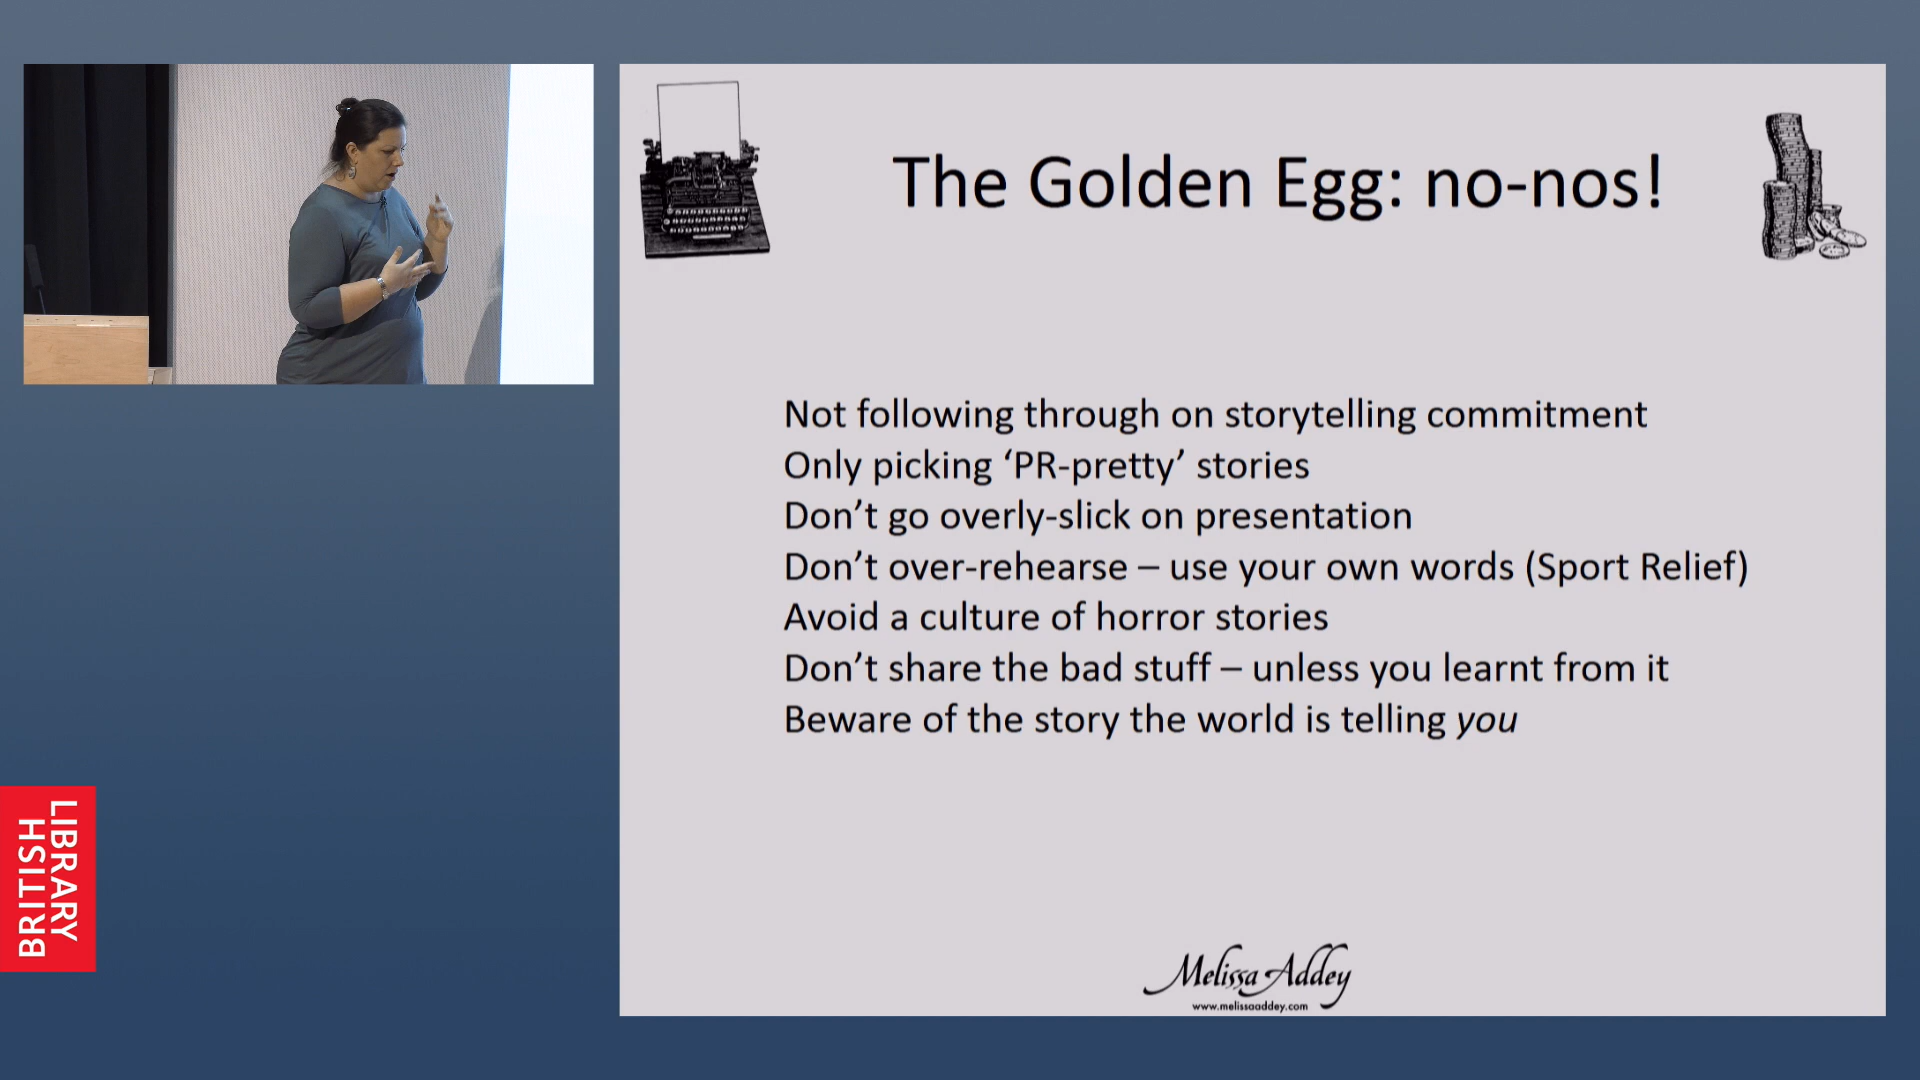 The Golden Egg: no-nos!
Not following through on storytelling commitment
Only picking ‘PR-pretty’ stories
Don’t go overly-slick on presentation
Don’t over-rehearse – use your own words (Sport Relief)
Avoid a culture of horror stories
Don’t share the bad stuff – unless you learnt from it
Beware of the story the world is telling you
Melissa Addey
www.melissaaddey.com
BRITISH
LIBRARY